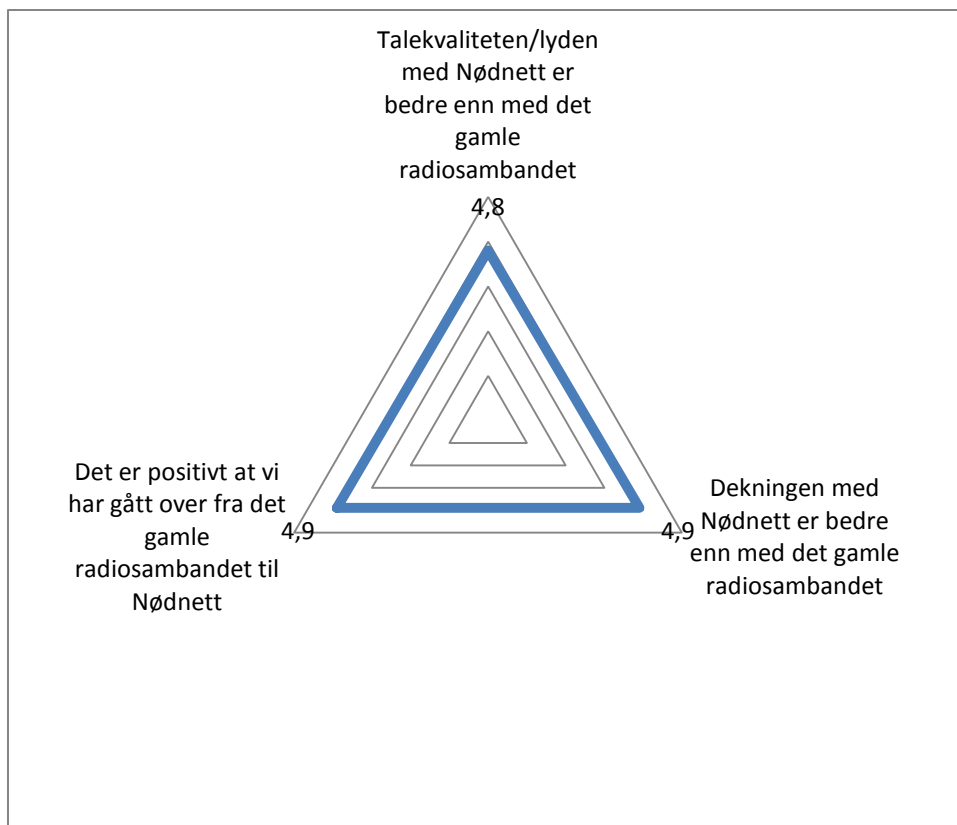 Talekvaliteten/lyden
med Nødnett er
bedre enn med det
gamle
radiosambandet
4,8
Dekningen med
Nødnett er bedre
enn med det gamle
radiosambandet
4,9
Det er positivt at vi
har gått over fra det
gamle
radiosambandet til
Nødnett
4,9